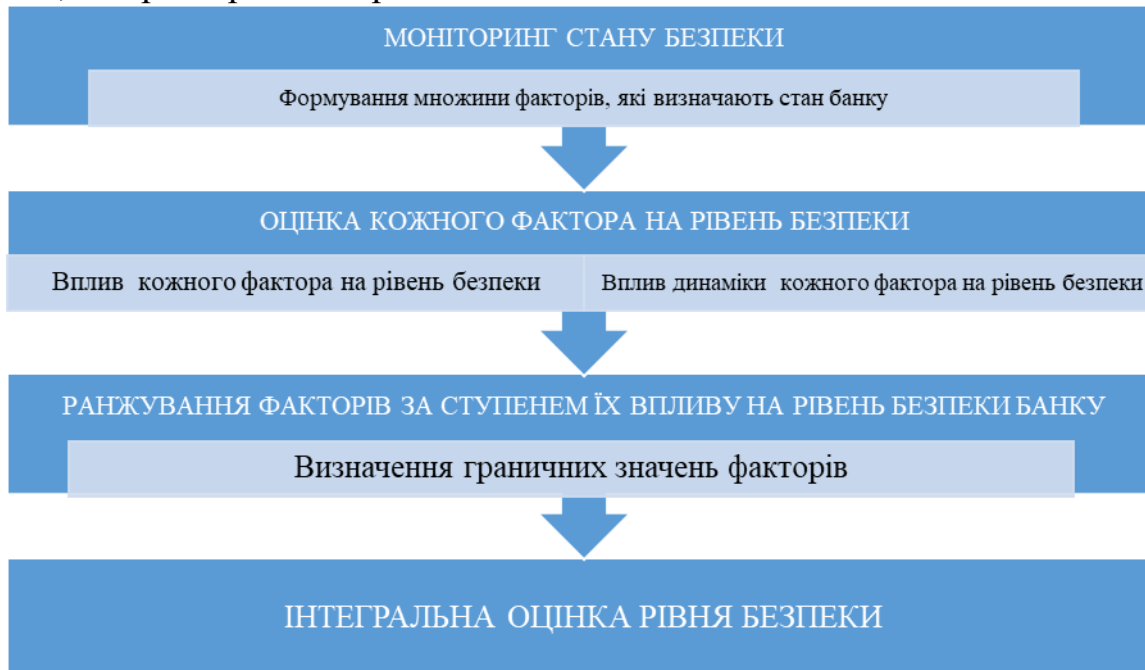 МОНІТОРИНГ СТАНУ БЕЗПЕКИ
Формування множини факторів, які визначають стан банку
ОЦІНКА КОЖНОГО ФАКТОРА НА РІВЕНЬ БЕЗПЕКИ
Вплив кожного фактора на рівень безпеки
Вплив динаміки кожного фактора на рівень безпеки
РАНЖУВАННЯ ФАКТОРІВ ЗА СТУПЕНЕМ ЇХ ВПЛИВУ НА РІВЕНЬ БЕЗПЕКИ БАНКУ
Визначення граничних значень факторів
ІНТЕГРАЛЬНА ОЦІНКА РІВНЯ БЕЗПЕКИ